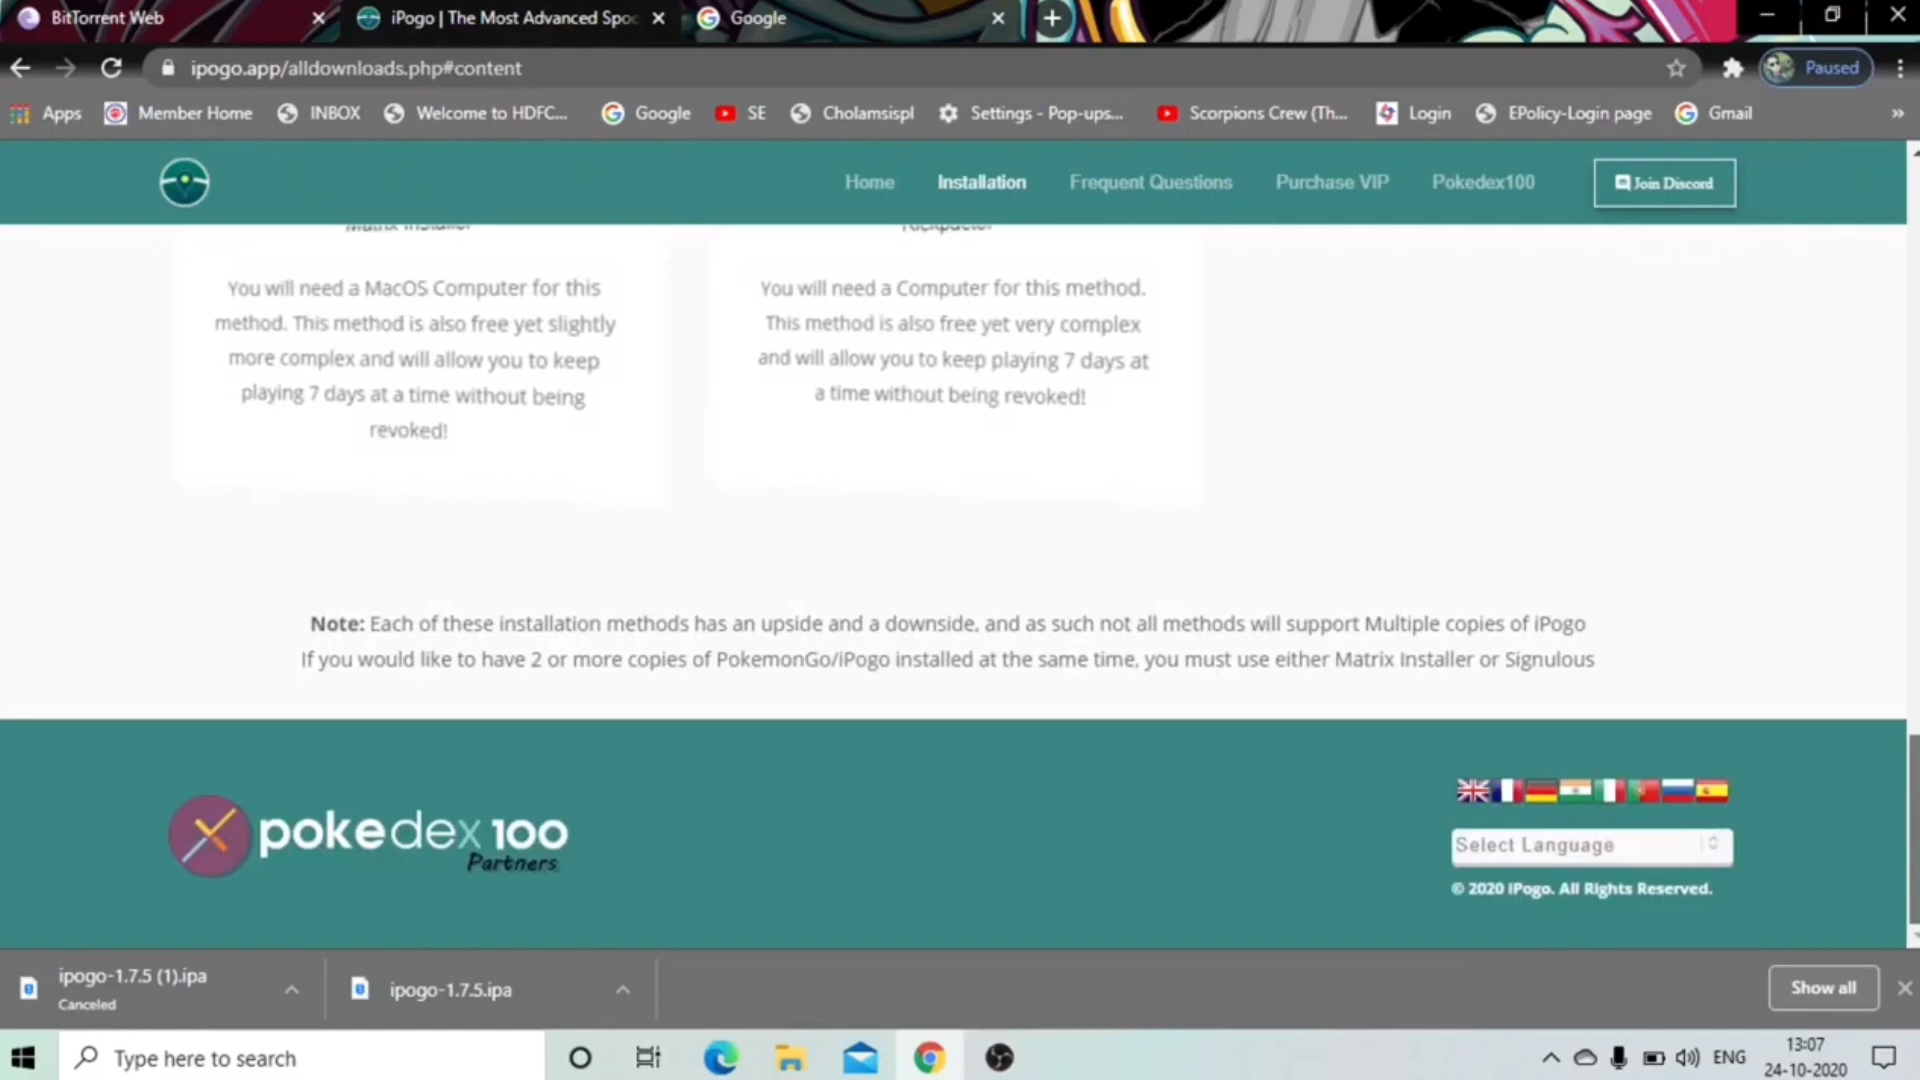 BitTorrent Web
iPogo | The Most Advanced Spoo
Google
ipogo.app/alldownloads.php#content
Paused
Apps
Member Home
INBOX
Welcome to HDFC...
Google
SE
Cholamsispl
Settings - Pop-ups...
Scorpions Crew (Th...
Login
EPolicy-Login page
Gmail
»
Home
Installation
Frequent Questions
Purchase VIP
Pokedex100
Join Discord
You will need a MacOS Computer for this
method. This method is also free yet slightly
more complex and will allow you to keep
playing 7 days at a time without being
revoked!
You will need a Computer for this method.
This method is also free yet very complex
and will allow you to keep playing 7 days at
a time without being revoked!
Note: Each of these installation methods has an upside and a downside, and as such not all methods will support Multiple copies of iPogo
If you would like to have 2 or more copies of PokemonGo/iPogo installed at the same time, you must use either Matrix Installer or Signulous
pokedex 100
Partners
Select Language
© 2020 iPogo. All Rights Reserved.
ipogo-1.7.5 (1).ipa
Canceled
ipogo-1.7.5.ipa
Show all
Type here to search
ENG
13:07
24-10-2020